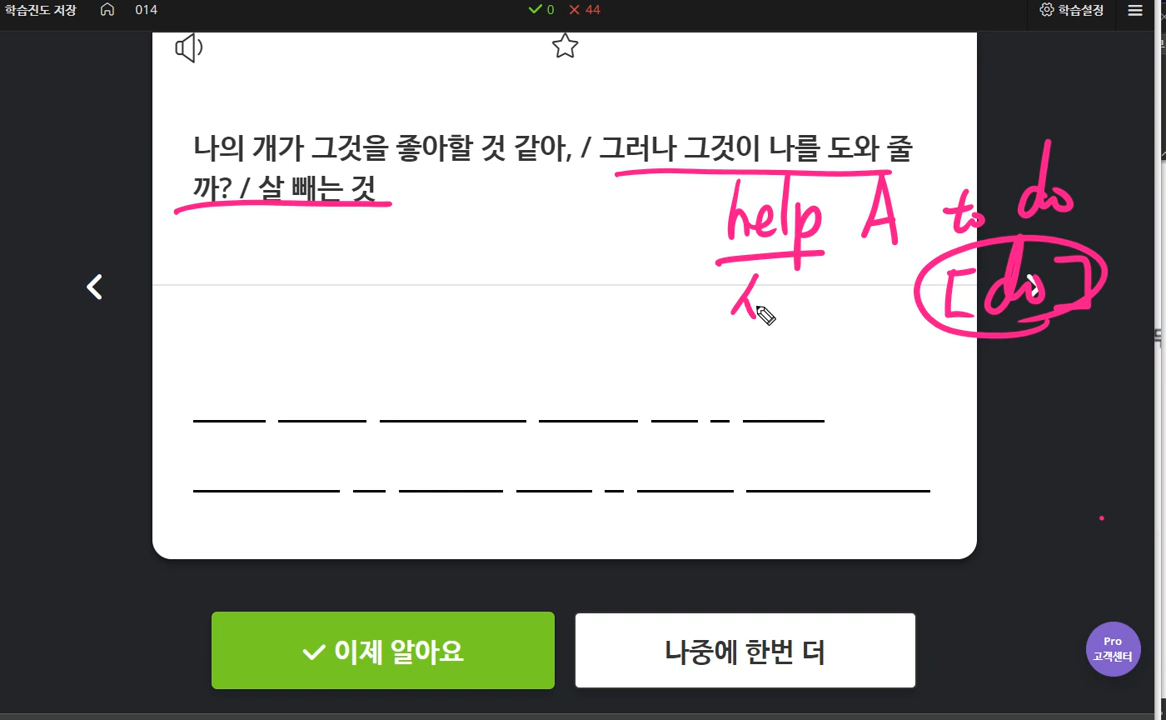 학습진도 저장 014 0 44 학습설정
나의 개가 그것을 좋아할 것 같아, / 그러나 그것이 나를 도와 줄
까? / 살 빼는 것
help A to do
[do]
이제 알아요 나중에 한번 더
Pro
고객센터